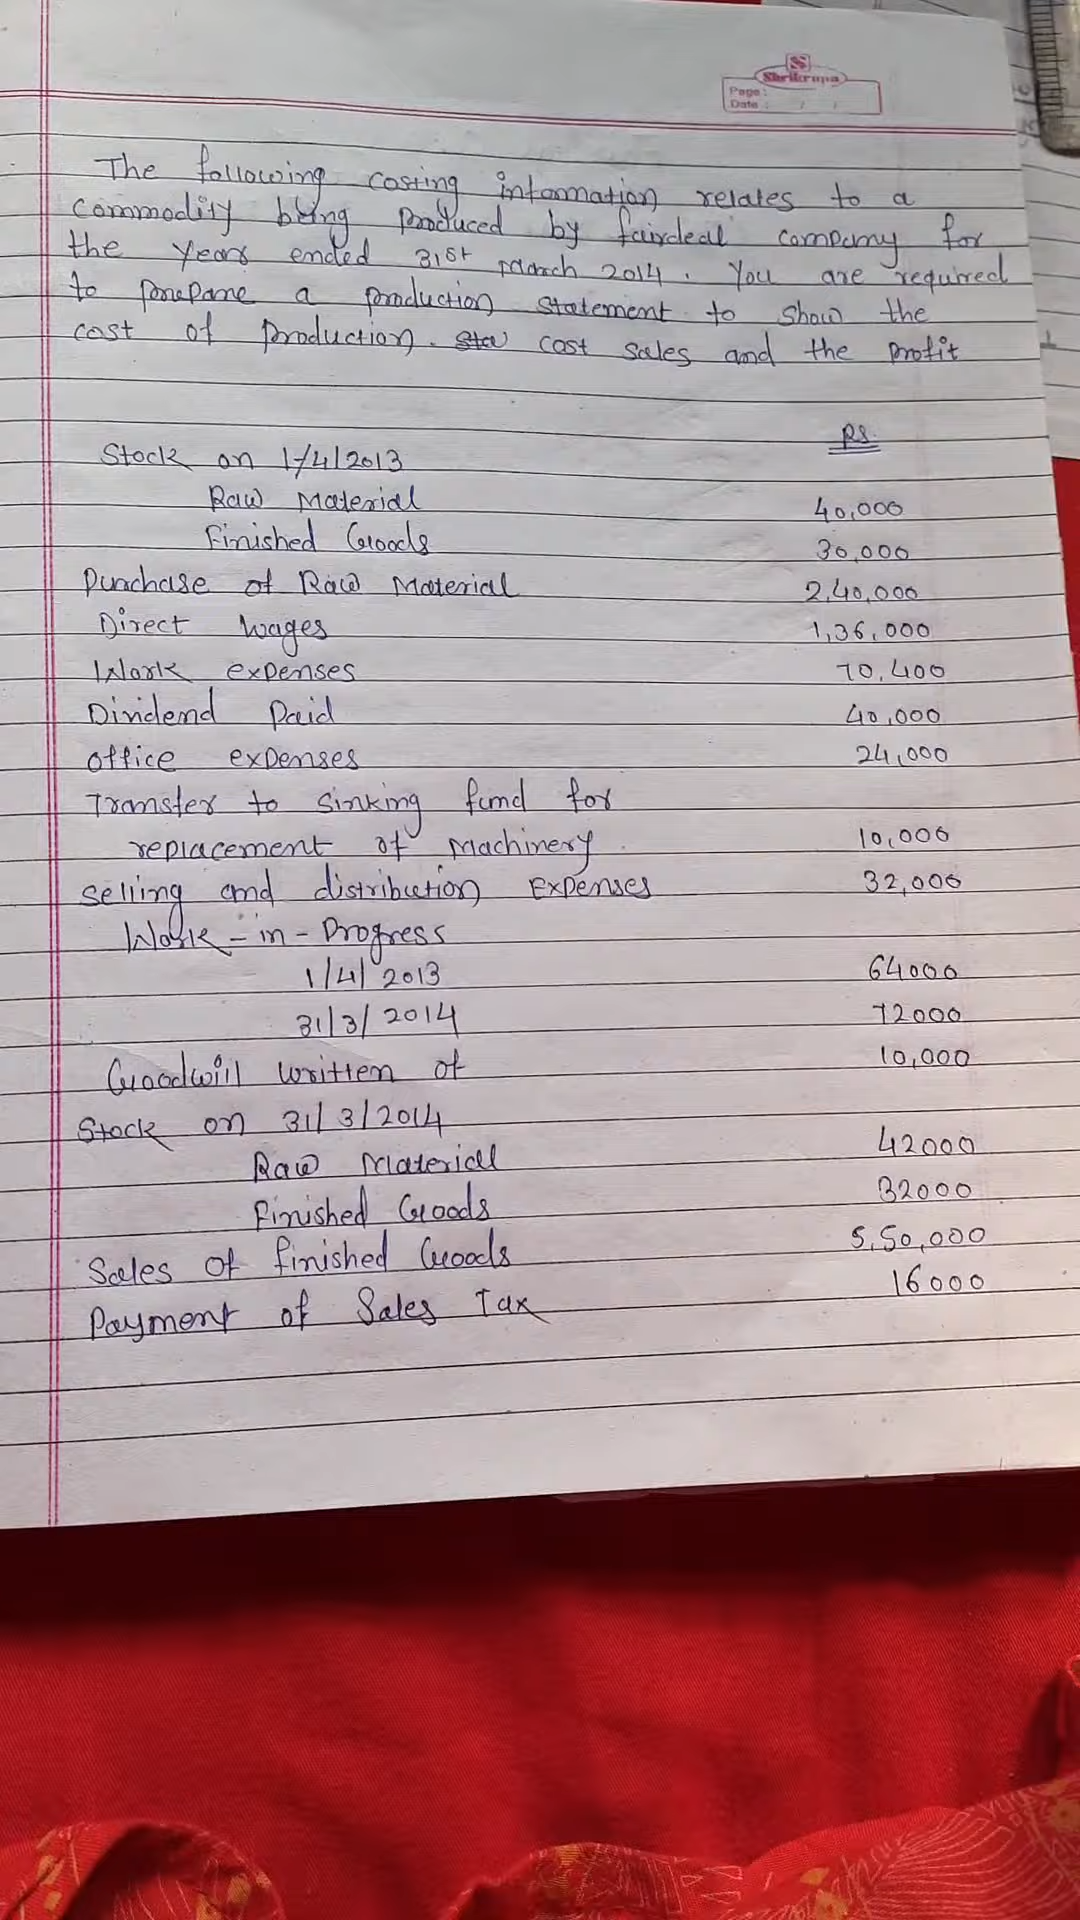 Shrikrupa
Page :
Date : / /
The following costing information relates to a
commodity being produced by fairdeal company for
the years ended 31st March 2014. You are required
to prepare a production statement to show the
cost of production. cost sales and the profit
Rs.
Stock on 1/4/2013
Raw Material 40,000
Finished Goods 30,000
Purchase of Raw Material 2,40,000
Direct wages 1,36,000
Work expenses 70,400
Dividend Paid 40,000
office expenses 24,000
Transfer to sinking fund for
replacement of Machinery 10,000
Selling and distribution Expenses 32,000
Work-in-Progress
1/4/2013 64000
31/3/2014 72000
Goodwill written of 10,000
Stock on 31/3/2014
Raw Material 42000
Finished Goods 32000
Sales of finished Goods 5,50,000
Payment of Sales Tax 16000